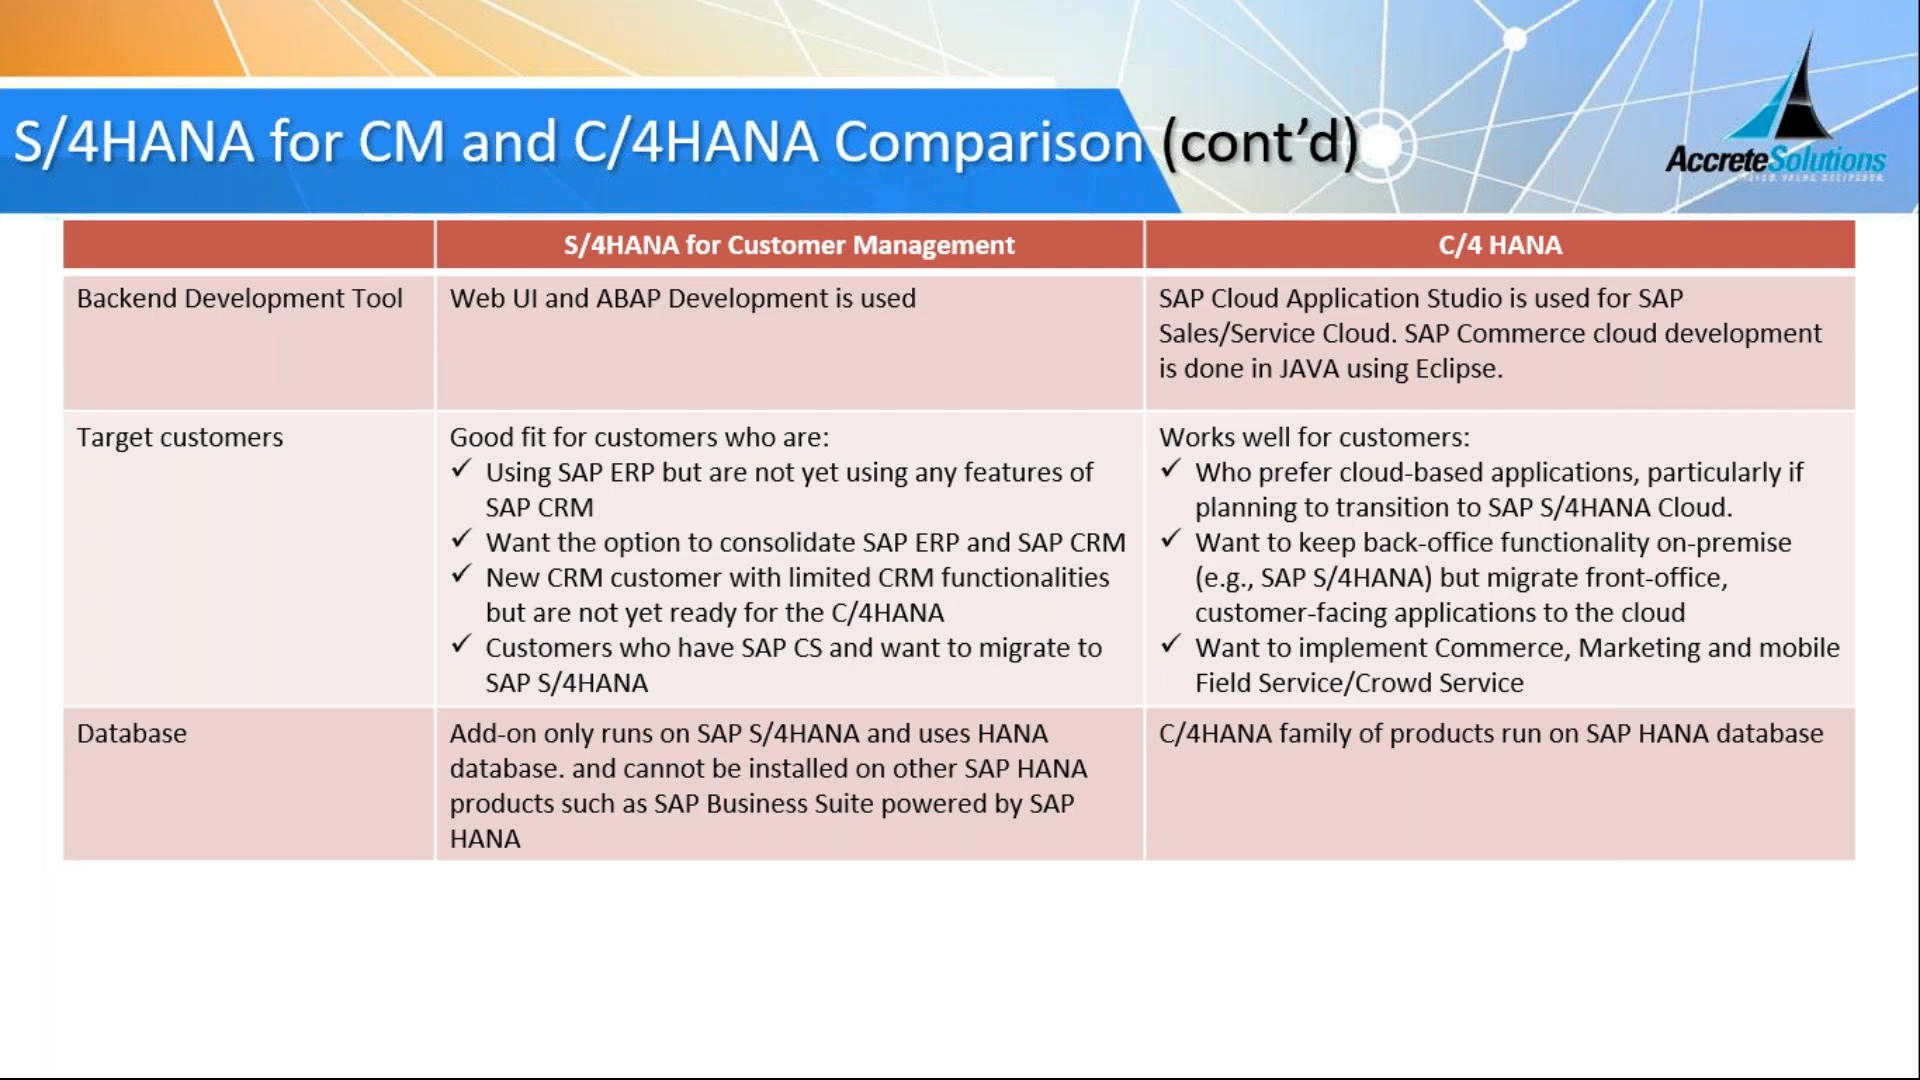 S/4HANA for CM and C/4HANA Comparison (cont’d)
AccreteSolutions
S/4HANA for Customer Management
C/4 HANA
Backend Development Tool
Web UI and ABAP Development is used
SAP Cloud Application Studio is used for SAP
Sales/Service Cloud. SAP Commerce cloud development
is done in JAVA using Eclipse.
Target customers
Good fit for customers who are:
✓ Using SAP ERP but are not yet using any features of
SAP CRM
✓ Want the option to consolidate SAP ERP and SAP CRM
✓ New CRM customer with limited CRM functionalities
but are not yet ready for the C/4HANA
✓ Customers who have SAP CS and want to migrate to
SAP S/4HANA
Works well for customers:
✓ Who prefer cloud-based applications, particularly if
planning to transition to SAP S/4HANA Cloud.
✓ Want to keep back-office functionality on-premise
(e.g., SAP S/4HANA) but migrate front-office,
customer-facing applications to the cloud
✓ Want to implement Commerce, Marketing and mobile
Field Service/Crowd Service
Database
Add-on only runs on SAP S/4HANA and uses HANA
database. and cannot be installed on other SAP HANA
products such as SAP Business Suite powered by SAP
HANA
C/4HANA family of products run on SAP HANA database